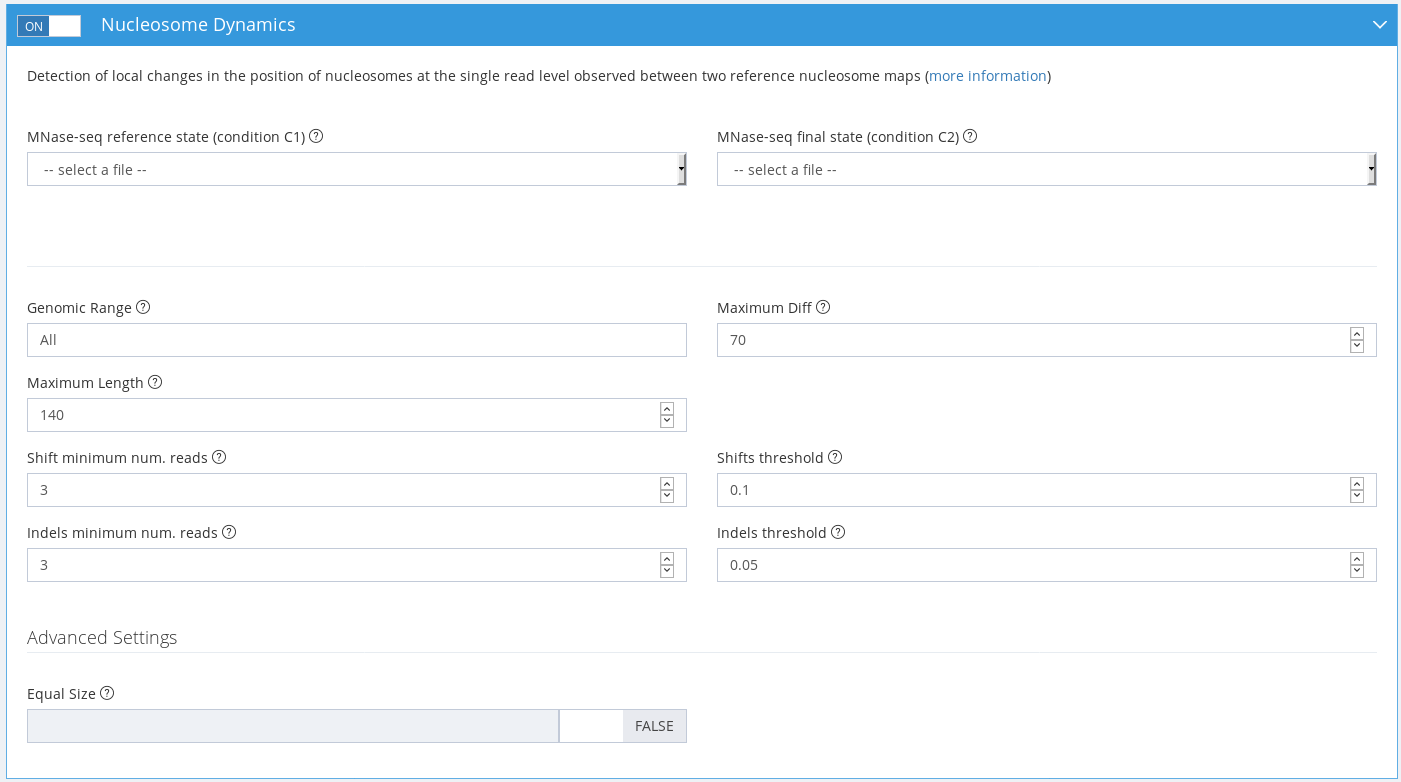 ON Nucleosome Dynamics
Detection of local changes in the position of nucleosomes at the single read level observed between two reference nucleosome maps (more information)
MNase-seq reference state (condition C1) ? MNase-seq final state (condition C2) ?
-- select a file -- -- select a file --
Genomic Range ? Maximum Diff ?
All 70
Maximum Length ?
140
Shift minimum num. reads ? Shifts threshold ?
3 0.1
Indels minimum num. reads ? Indels threshold ?
3 0.05
Advanced Settings
Equal Size ?
FALSE